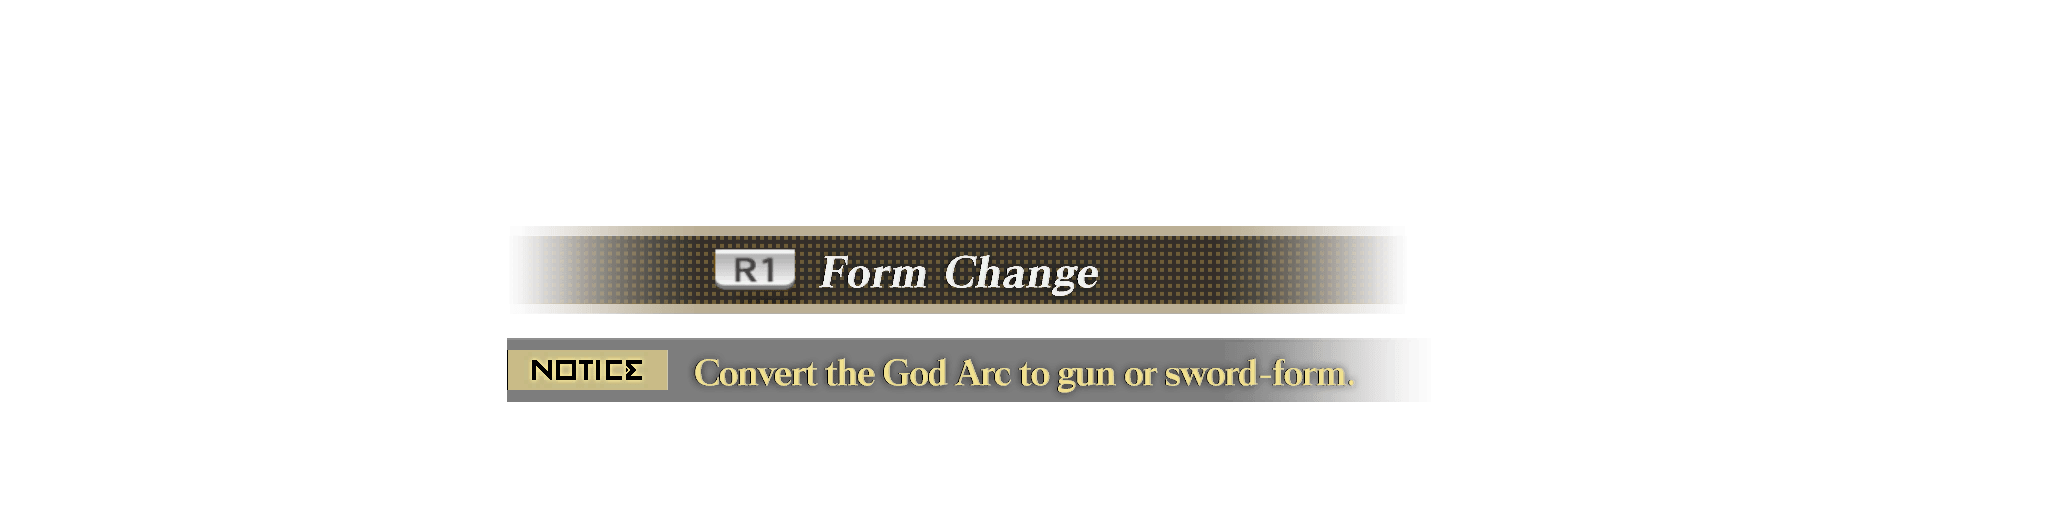 R1 Form Change
NOTICE Convert the God Arc to gun or sword-form.